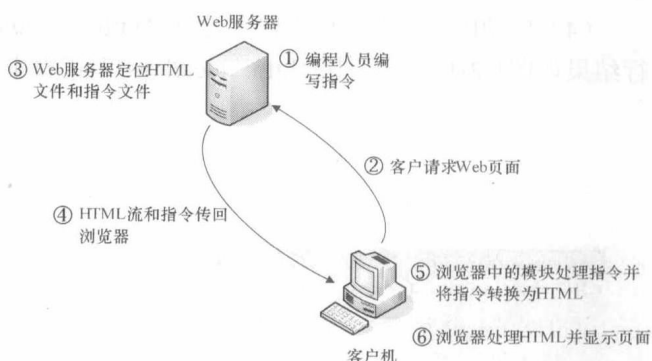 行结果
Web服务器
① 编程人员编
写指令
③ Web服务器定位HTML
文件和指令文件
② 客户请求Web页面
④ HTML流和指令传回
浏览器
⑤ 浏览器中的模块处理指令并
将指令转换为HTML
⑥ 浏览器处理HTML并显示页面
客户机